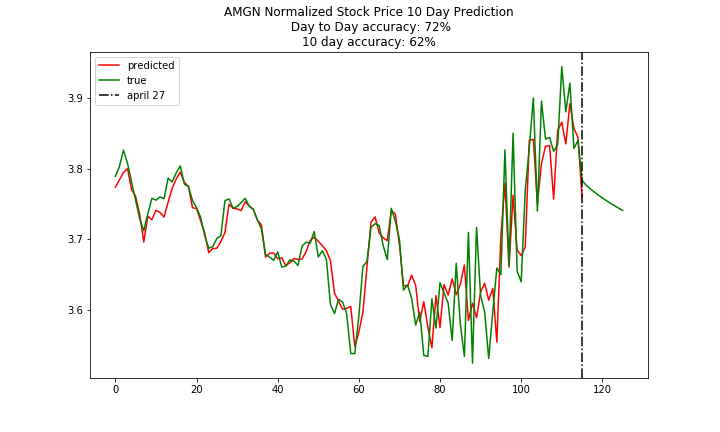 AMGN Normalized Stock Price 10 Day Prediction
Day to Day accuracy: 72%
10 day accuracy: 62%
predicted
true
april 27
3.9
3.8
3.7
3.6
0 20 40 60 80 100 120